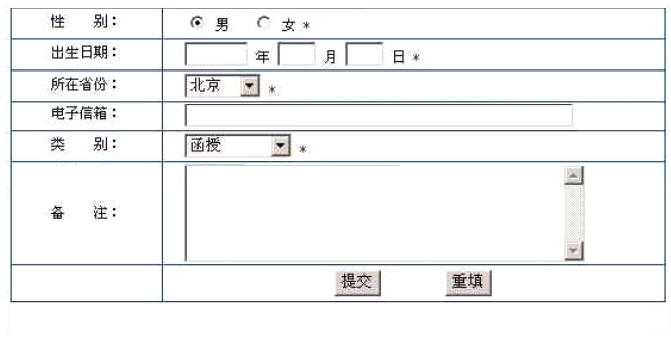 性 别： 男 女 *
出生日期： 年 月 日 *
所在省份： 北京 *
电子信箱：
类 别： 函授 *
备 注：
提交 重填